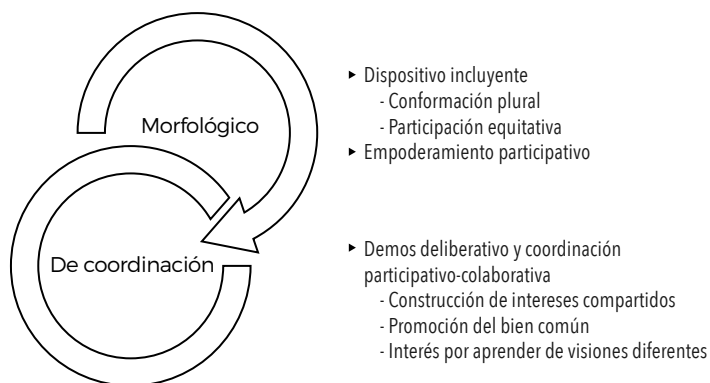 Morfológico
▸ Dispositivo incluyente
- Conformación plural
- Participación equitativa
▸ Empoderamiento participativo
De coordinación
▸ Demos deliberativo y coordinación
participativo-colaborativa
- Construcción de intereses compartidos
- Promoción del bien común
- Interés por aprender de visiones diferentes